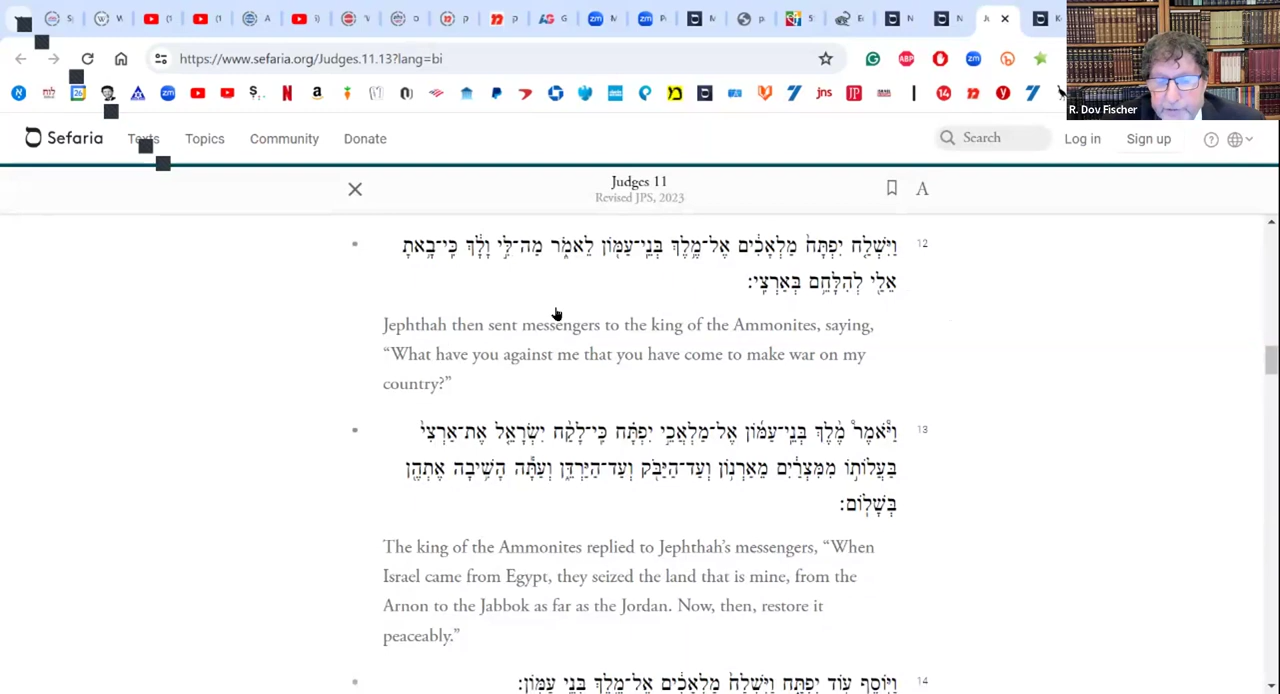 https://www.sefaria.org/Judges.11.13?lang=bi
R. Dov Fischer
Sefaria
Texts
Topics
Community
Donate
Search
Log in
Sign up
Judges 11
Revised JPS, 2023
A
12
וַיִּשְׁלַ֤ח יִפְתָּח֙ מַלְאָכִ֔ים אֶל־מֶ֥לֶךְ בְּנֵֽי־עַמּ֖וֹן לֵאמֹ֑ר מַה־לִּ֣י וָלָ֔ךְ כִּֽי־בָ֥אתָ
אֵלַ֖י לְהִלָּחֵ֥ם בְּאַרְצִֽי׃
Jephthah then sent messengers to the king of the Ammonites, saying,
“What have you against me that you have come to make war on my
country?”
13
וַיֹּ֩אמֶר֩ מֶ֨לֶךְ בְּנֵי־עַמּ֜וֹן אֶל־מַלְאֲכֵ֣י יִפְתָּ֗ח כִּֽי־לָקַ֨ח יִשְׂרָאֵ֤ל אֶת־אַרְצִי֙
בַּעֲלוֹת֣וֹ מִמִּצְרַ֔יִם מֵאַרְנ֥וֹן וְעַד־הַיַּבֹּ֖ק וְעַד־הַיַּרְדֵּ֑ן וְעַתָּ֕ה הָשִׁ֥יבָה אֶתְהֶ֖ן
בְּשָׁלֽוֹם׃
The king of the Ammonites replied to Jephthah’s messengers, “When
Israel came from Egypt, they seized the land that is mine, from the
Arnon to the Jabbok as far as the Jordan. Now, then, restore it
peaceably.”
14
וַיּ֥וֹסֶף ע֖וֹד יִפְתָּ֑ח וַיִּשְׁלַח֙ מַלְאָכִ֔ים אֶל־מֶ֖לֶךְ בְּנֵ֥י עַמּֽוֹן׃